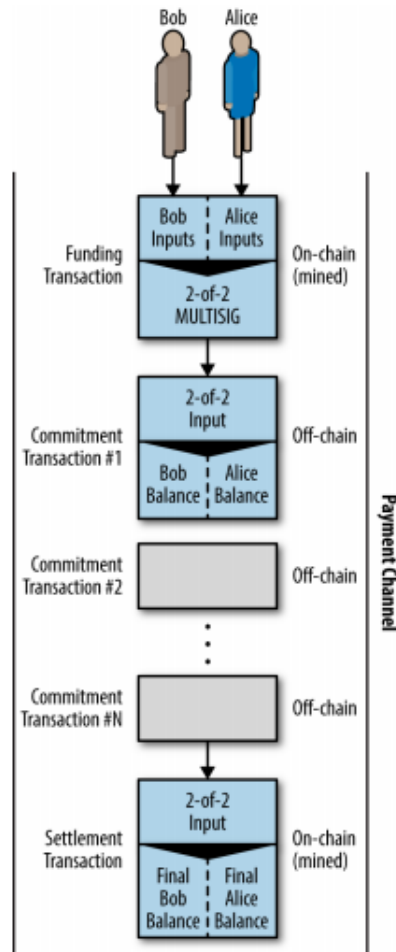 Bob
Alice
Bob
Inputs
Alice
Inputs
Funding
Transaction
On-chain
(mined)
2-of-2
MULTISIG
2-of-2
Input
Commitment
Transaction #1
Off-chain
Bob
Balance
Alice
Balance
Commitment
Transaction #2
Off-chain
Payment Channel
Commitment
Transaction #N
Off-chain
2-of-2
Input
Settlement
Transaction
On-chain
(mined)
Final
Bob
Balance
Final
Alice
Balance